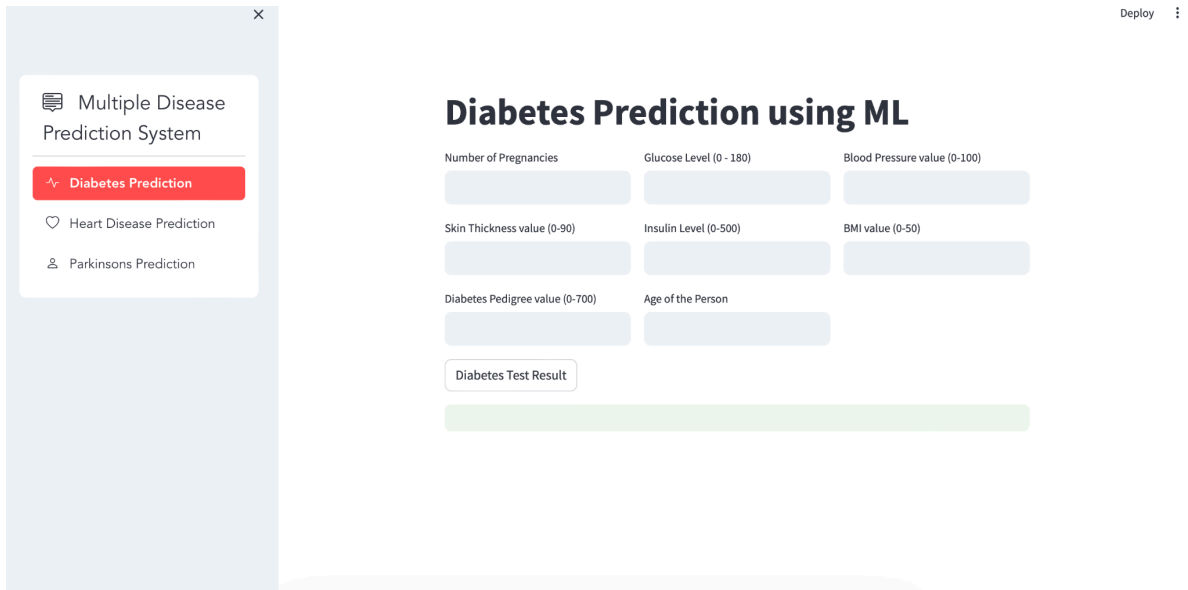 Deploy
Multiple Disease
Prediction System
Diabetes Prediction
Heart Disease Prediction
Parkinsons Prediction
Diabetes Prediction using ML
Number of Pregnancies
Glucose Level (0 - 180)
Blood Pressure value (0-100)
Skin Thickness value (0-90)
Insulin Level (0-500)
BMI value (0-50)
Diabetes Pedigree value (0-700)
Age of the Person
Diabetes Test Result